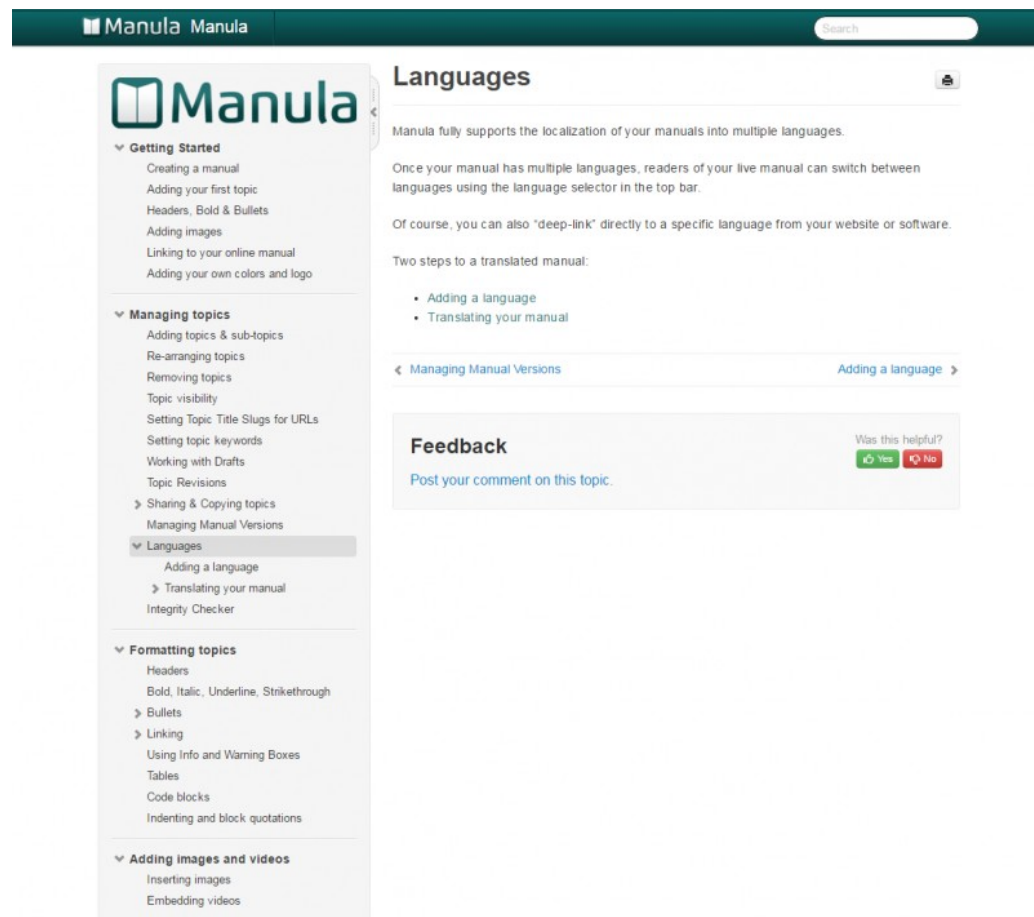 Manula Manula
Search
Manula
Getting Started
Creating a manual
Adding your first topic
Headers, Bold & Bullets
Adding images
Linking to your online manual
Adding your own colors and logo
Managing topics
Adding topics & sub-topics
Re-arranging topics
Removing topics
Topic visibility
Setting Topic Title Slugs for URLs
Setting topic keywords
Working with Drafts
Topic Revisions
Sharing & Copying topics
Managing Manual Versions
Languages
Adding a language
Translating your manual
Integrity Checker
Formatting topics
Headers
Bold, Italic, Underline, Strikethrough
Bullets
Linking
Using Info and Warning Boxes
Tables
Code blocks
Indenting and block quotations
Adding images and videos
Inserting images
Embedding videos
Languages
Manula fully supports the localization of your manuals into multiple languages.
Once your manual has multiple languages, readers of your live manual can switch between
languages using the language selector in the top bar.
Of course, you can also “deep-link” directly to a specific language from your website or software.
Two steps to a translated manual:
• Adding a language
• Translating your manual
Managing Manual Versions
Adding a language
Feedback
Was this helpful?
Yes No
Post your comment on this topic.